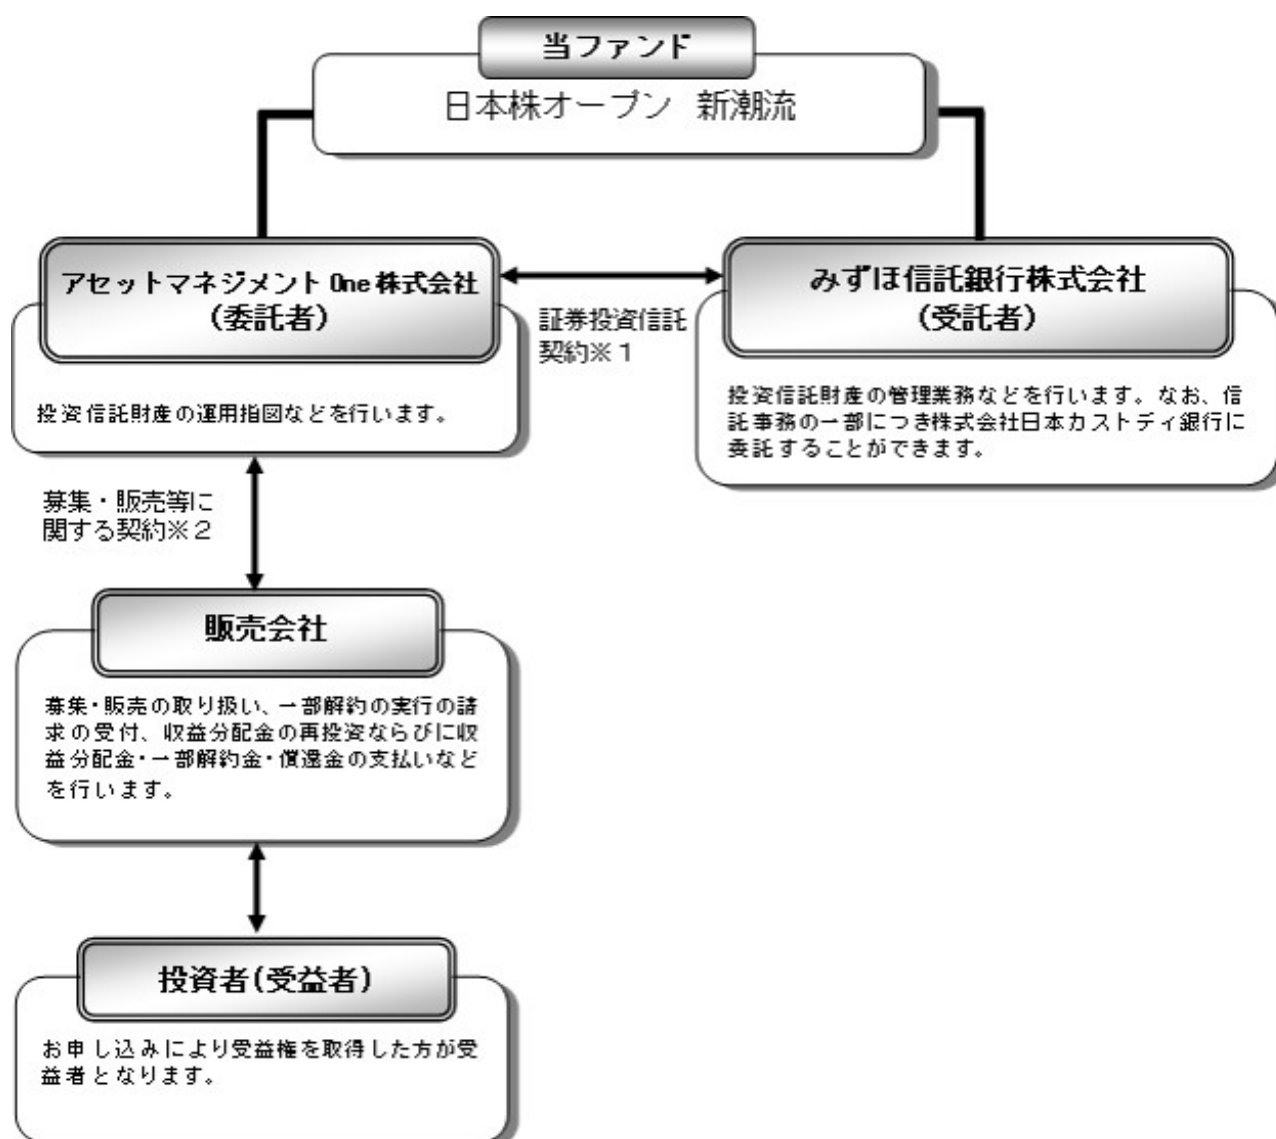 当ファンド
日本株オープン 新潮流
アセットマネジメント One 株式会社
（委託者）
投資信託財産の運用指図などを行います。
証券投資信託
契約※１
みずほ信託銀行株式会社
（受託者）
投資信託財産の管理業務などを行います。なお、信
託事務の一部につき株式会社日本カストディ銀行に
委託することができます。
募集・販売等に
関する契約※２
販売会社
募集・販売の取り扱い、一部解約の実行の請
求の受付、収益分配金の再投資ならびに収
益分配金・一部解約金・償還金の支払いなど
を行います。
投資者（受益者）
お申し込みにより受益権を取得した方が受
益者となります。